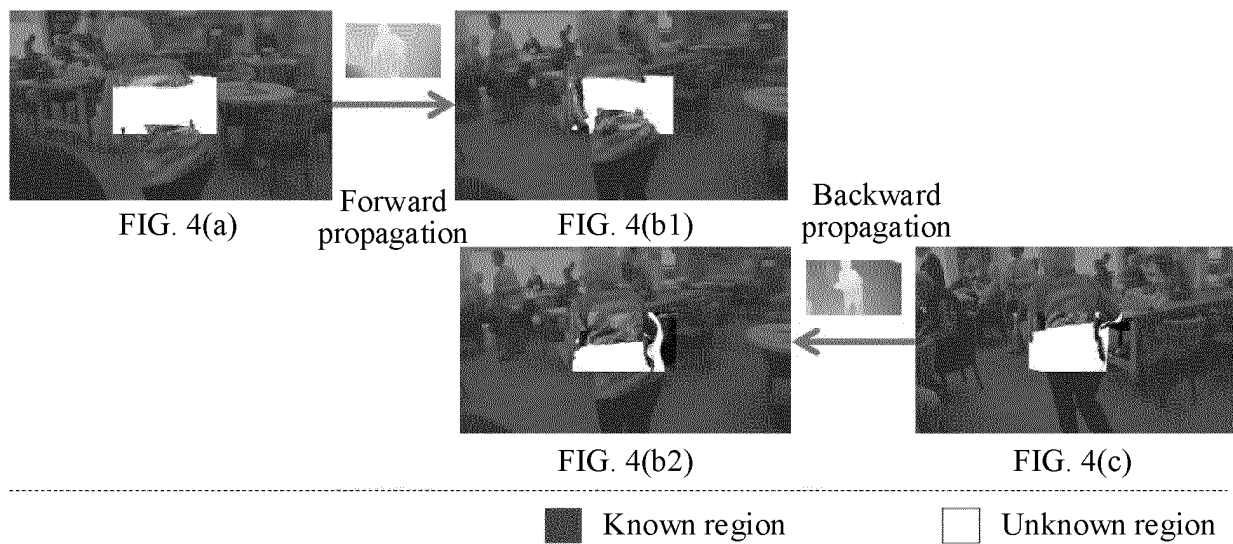 FIG. 4(a)
Forward
propagation
FIG. 4(b1)
Backward
propagation
FIG. 4(b2)
FIG. 4(c)
Known region
Unknown region